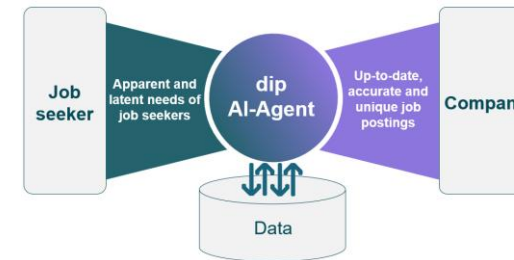 Job
seeker
Apparent and
latent needs of
job seekers
dip
AI-Agent
Up-to-date,
accurate and
unique job
postings
Compan
Data